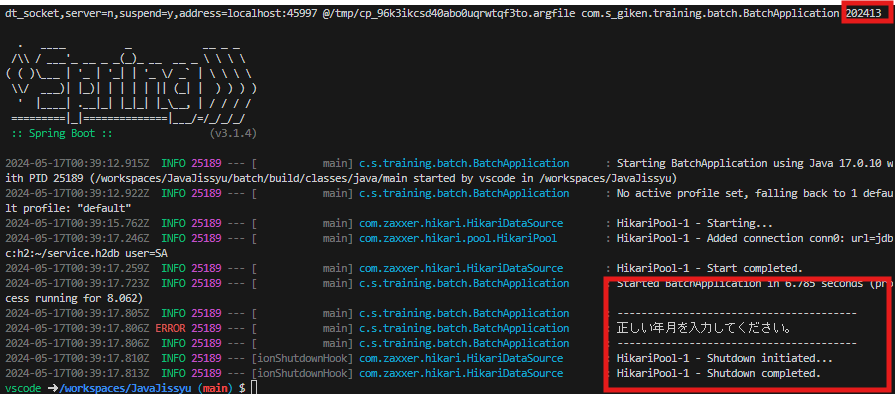 dt_socket,server=n,suspend=y,address=localhost:45997 @/tmp/cp_96k3ikcsd40abo0uqrwtqf3to.argfile com.s_giken.training.batch.BatchApplication 202413
  .   ____          _            __ _ _
 /\\ / ___'_ __ _ _(_)_ __  __ _ \ \ \ \
( ( )\___ | '_ | '_| | '_ \/ _` | \ \ \ \
 \\/  ___)| |_)| | | | | || (_| |  ) ) ) )
  '  |____| .__|_| |_|_| |_\__, | / / / /
 =========|_|==============|___/=/_/_/_/
 :: Spring Boot ::                (v3.1.4)
2024-05-17T00:39:12.915Z  INFO 25189 --- [           main] c.s.training.batch.BatchApplication      : Starting BatchApplication using Java 17.0.10 w
ith PID 25189 (/workspaces/JavaJissyu/batch/build/classes/java/main started by vscode in /workspaces/JavaJissyu)
2024-05-17T00:39:12.922Z  INFO 25189 --- [           main] c.s.training.batch.BatchApplication      : No active profile set, falling back to 1 defau
lt profile: "default"
2024-05-17T00:39:15.762Z  INFO 25189 --- [           main] com.zaxxer.hikari.HikariDataSource       : HikariPool-1 - Starting...
2024-05-17T00:39:17.246Z  INFO 25189 --- [           main] com.zaxxer.hikari.pool.HikariPool        : HikariPool-1 - Added connection conn0: url=jdb
c:h2:~/service.h2db user=SA
2024-05-17T00:39:17.259Z  INFO 25189 --- [           main] com.zaxxer.hikari.HikariDataSource       : HikariPool-1 - Start completed.
2024-05-17T00:39:17.723Z  INFO 25189 --- [           main] c.s.training.batch.BatchApplication      : Started BatchApplication in 6.785 seconds (pro
cess running for 8.062)
2024-05-17T00:39:17.805Z  INFO 25189 --- [           main] c.s.training.batch.BatchApplication      : -----------------------------------
2024-05-17T00:39:17.806Z ERROR 25189 --- [           main] c.s.training.batch.BatchApplication      : 正しい年月を入力してください。
2024-05-17T00:39:17.806Z  INFO 25189 --- [           main] c.s.training.batch.BatchApplication      : -----------------------------------
2024-05-17T00:39:17.810Z  INFO 25189 --- [ionShutdownHook] com.zaxxer.hikari.HikariDataSource       : HikariPool-1 - Shutdown initiated...
2024-05-17T00:39:17.813Z  INFO 25189 --- [ionShutdownHook] com.zaxxer.hikari.HikariDataSource       : HikariPool-1 - Shutdown completed.
vscode ➜ /workspaces/JavaJissyu (main) $